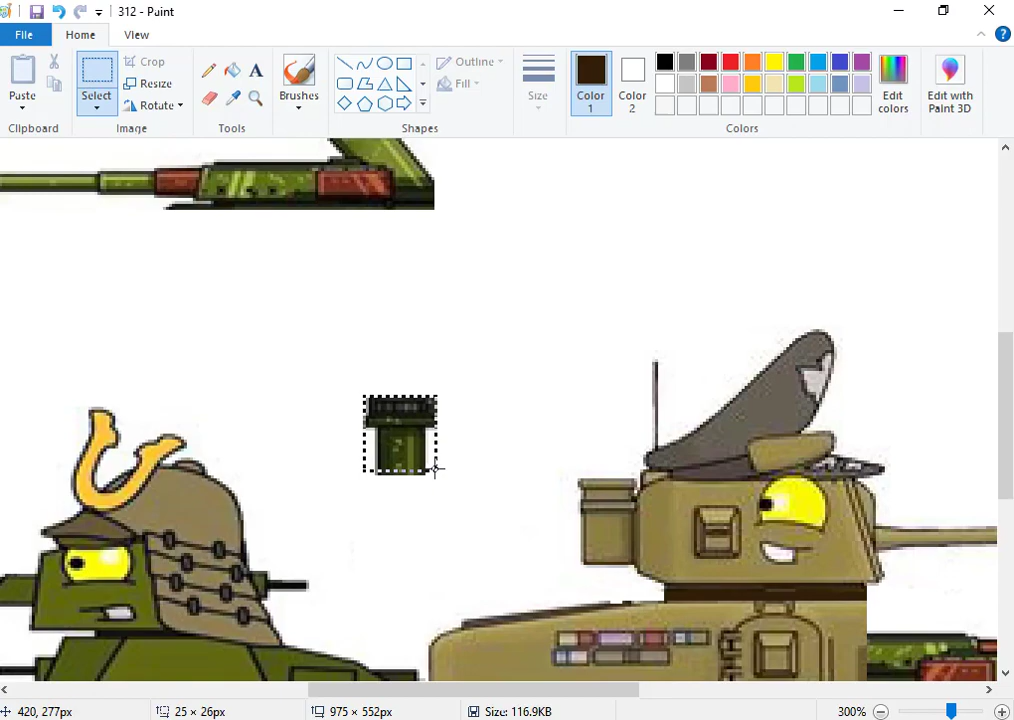 312 - Paint
File
Home
View
Paste
Clipboard
Select
Crop
Resize
Rotate
Image
A
Tools
Brushes
Outline
Fill
Shapes
Size
Color 1
Color 2
Edit colors
Edit with Paint 3D
Colors
?
420, 277px
25 × 26px
975 × 552px
Size: 116.9KB
300%